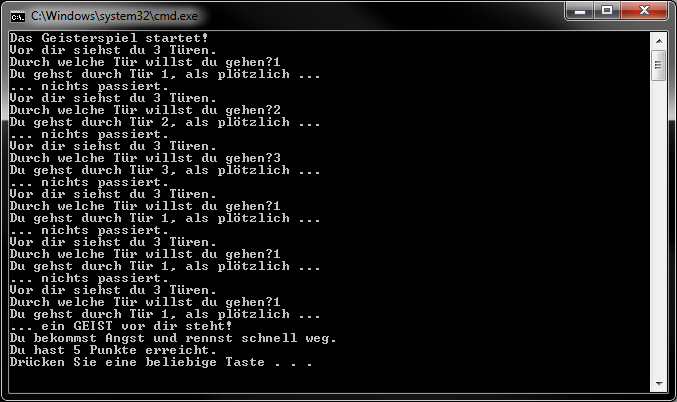 C:\Windows\system32\cmd.exe
Das Geisterspiel startet!
Vor dir siehst du 3 Türen.
Durch welche Tür willst du gehen?1
Du gehst durch Tür 1, als plötzlich ...
... nichts passiert.
Vor dir siehst du 3 Türen.
Durch welche Tür willst du gehen?2
Du gehst durch Tür 2, als plötzlich ...
... nichts passiert.
Vor dir siehst du 3 Türen.
Durch welche Tür willst du gehen?3
Du gehst durch Tür 3, als plötzlich ...
... nichts passiert.
Vor dir siehst du 3 Türen.
Durch welche Tür willst du gehen?1
Du gehst durch Tür 1, als plötzlich ...
... nichts passiert.
Vor dir siehst du 3 Türen.
Durch welche Tür willst du gehen?1
Du gehst durch Tür 1, als plötzlich ...
... nichts passiert.
Vor dir siehst du 3 Türen.
Durch welche Tür willst du gehen?1
Du gehst durch Tür 1, als plötzlich ...
... ein GEIST vor dir steht!
Du bekommst Angst und rennst schnell weg.
Du hast 5 Punkte erreicht.
Drücken Sie eine beliebige Taste . . .